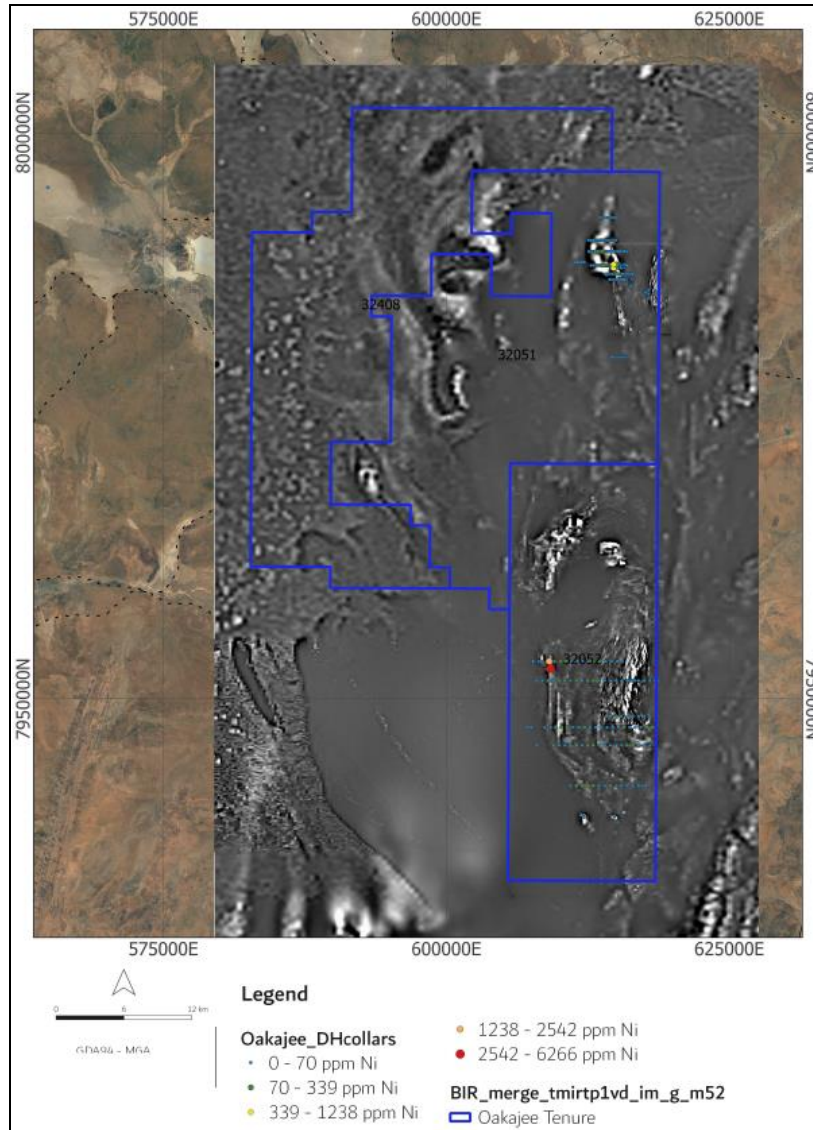 575000E 600000E 625000E
8000000N 8000000N
32408
32051
32052
7950000N 7950000N
575000E 600000E 625000E
0 6 12 km
GDA94 - MGA
Legend
Oakajee_DHcollars
0 - 70 ppm Ni
70 - 339 ppm Ni
339 - 1238 ppm Ni
1238 - 2542 ppm Ni
2542 - 6266 ppm Ni
BIR_merge_tmirtp1vd_im_g_m52
Oakajee Tenure